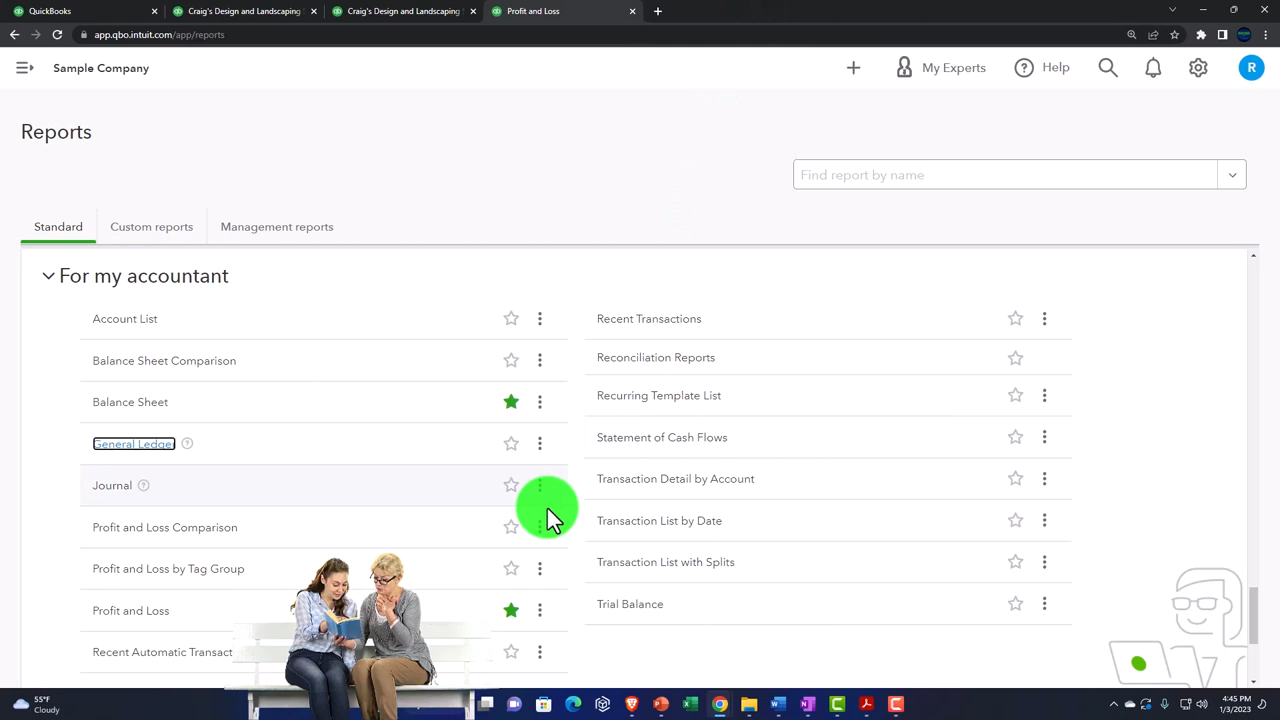 QuickBooks
Craig's Design and Landscaping
Craig's Design and Landscaping
Profit and Loss
app.qbo.intuit.com/app/reports
Sample Company
My Experts
Help
R
Reports
Find report by name
Standard
Custom reports
Management reports
For my accountant
Account List
Balance Sheet Comparison
Balance Sheet
General Ledger
Journal
Profit and Loss Comparison
Profit and Loss by Tag Group
Profit and Loss
Recent Automatic Transact
Recent Transactions
Reconciliation Reports
Recurring Template List
Statement of Cash Flows
Transaction Detail by Account
Transaction List by Date
Transaction List with Splits
Trial Balance
55°F
Cloudy
4:45 PM
1/3/2023